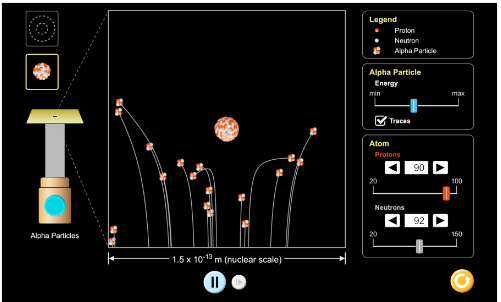 Legend
Proton
Neutron
Alpha Particle
Alpha Particle
Energy
min max
Traces
Atom
Protons
90
20 100
Neutrons
92
20 150
Alpha Particles
1.5 x 10⁻¹³ m (nuclear scale)